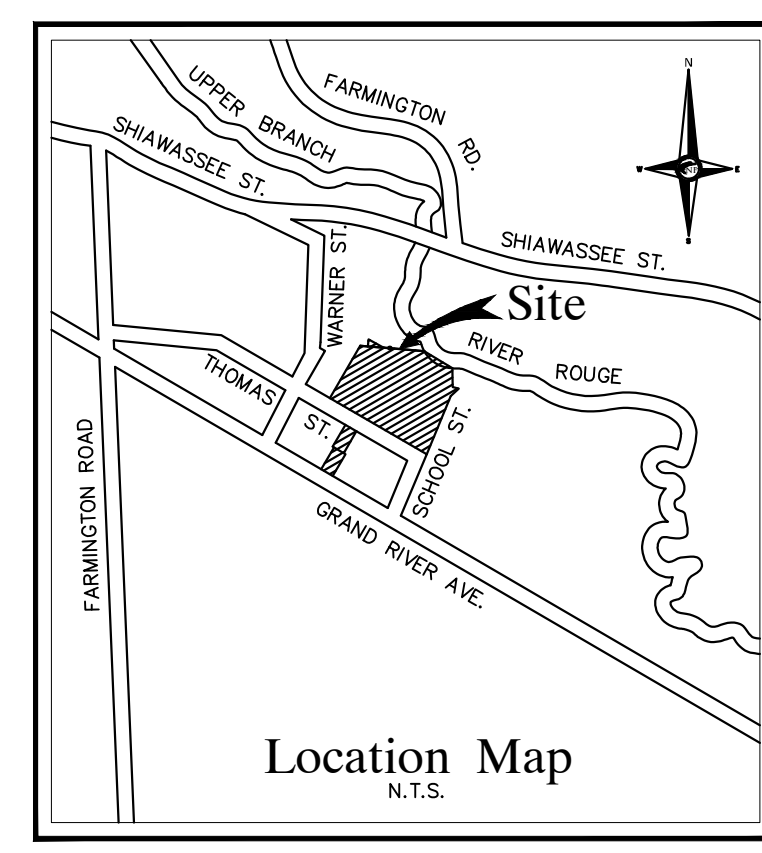 UPPER BRANCH
FARMINGTON RD.
N
SHIAWASSEE ST.
W
NF
E
S
WARNER ST.
SHIAWASSEE ST.
Site
RIVER ROUGE
THOMAS ST.
SCHOOL ST.
FARMINGTON ROAD
GRAND RIVER AVE.
Location Map
N.T.S.